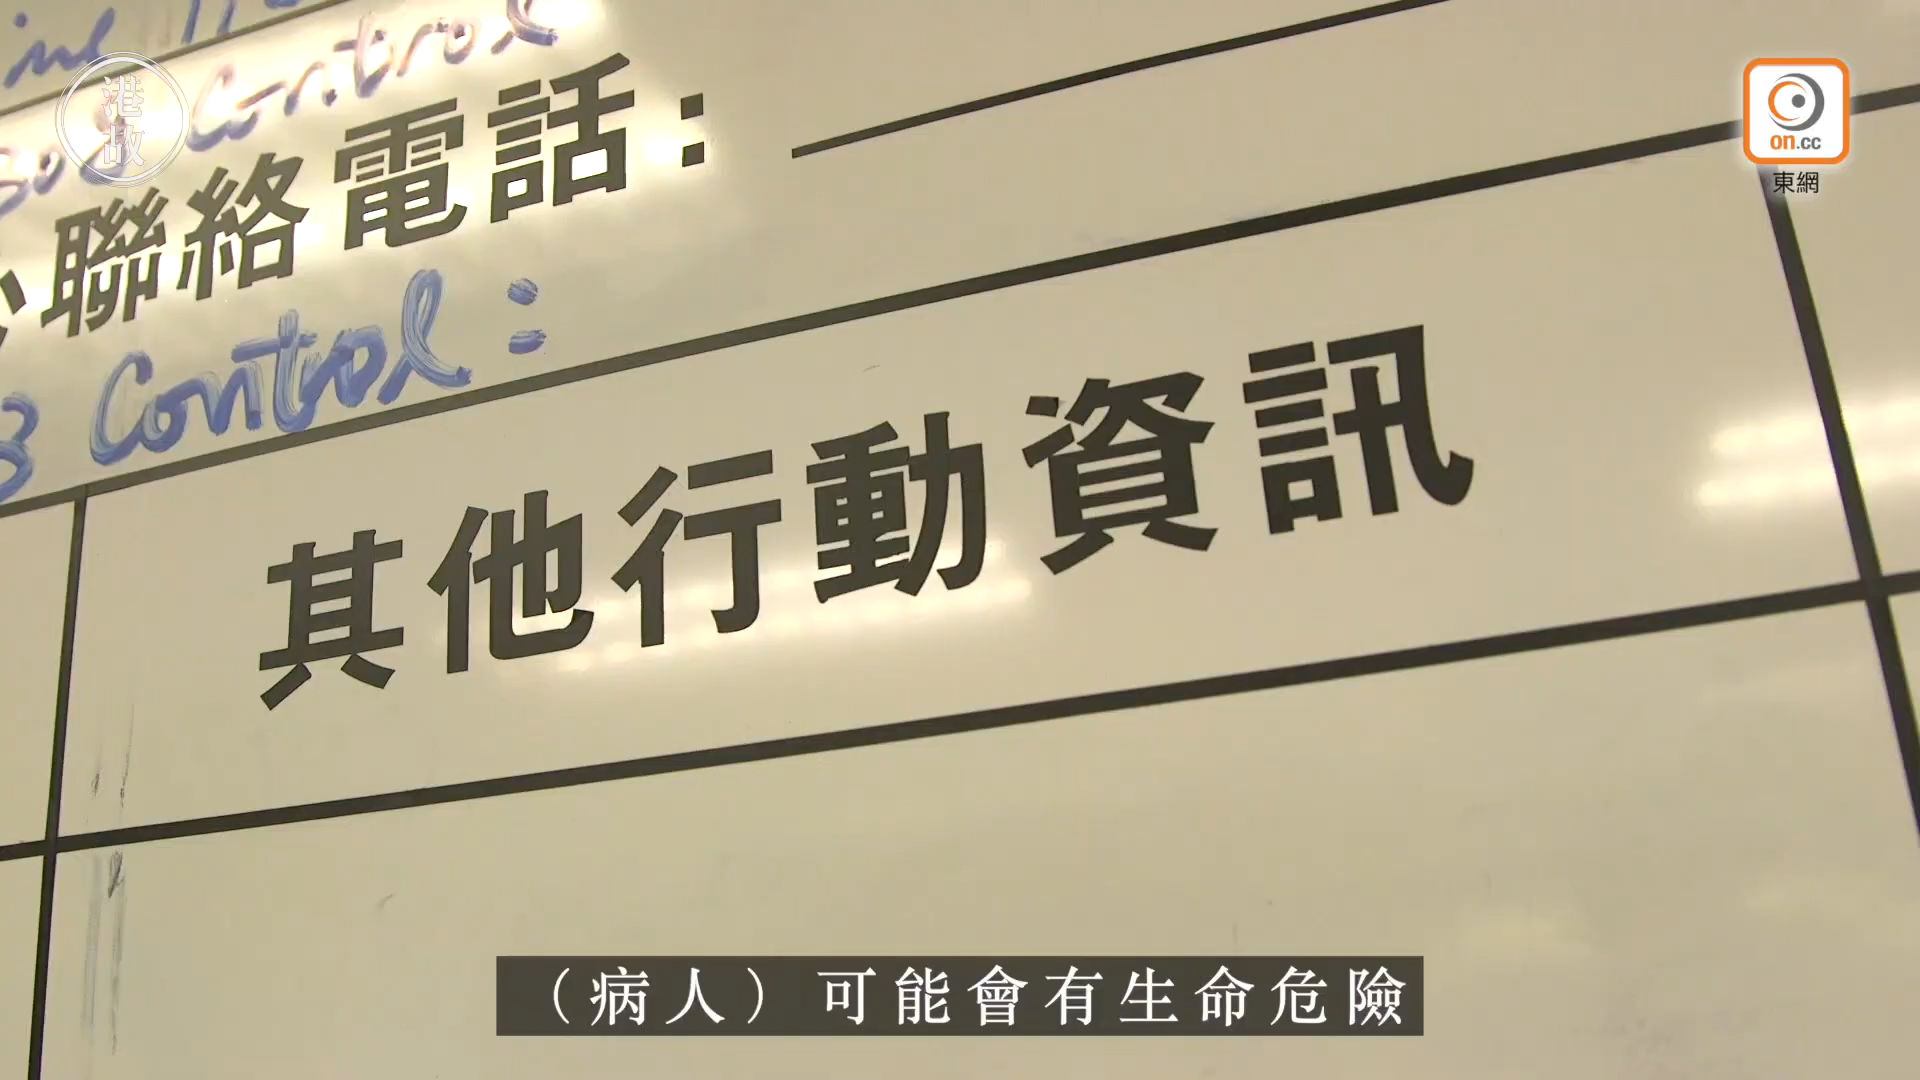 Control
聯絡電話：
3 Control:
其他行動資訊
港故
on.cc
東網
（病人）可能會有生命危險